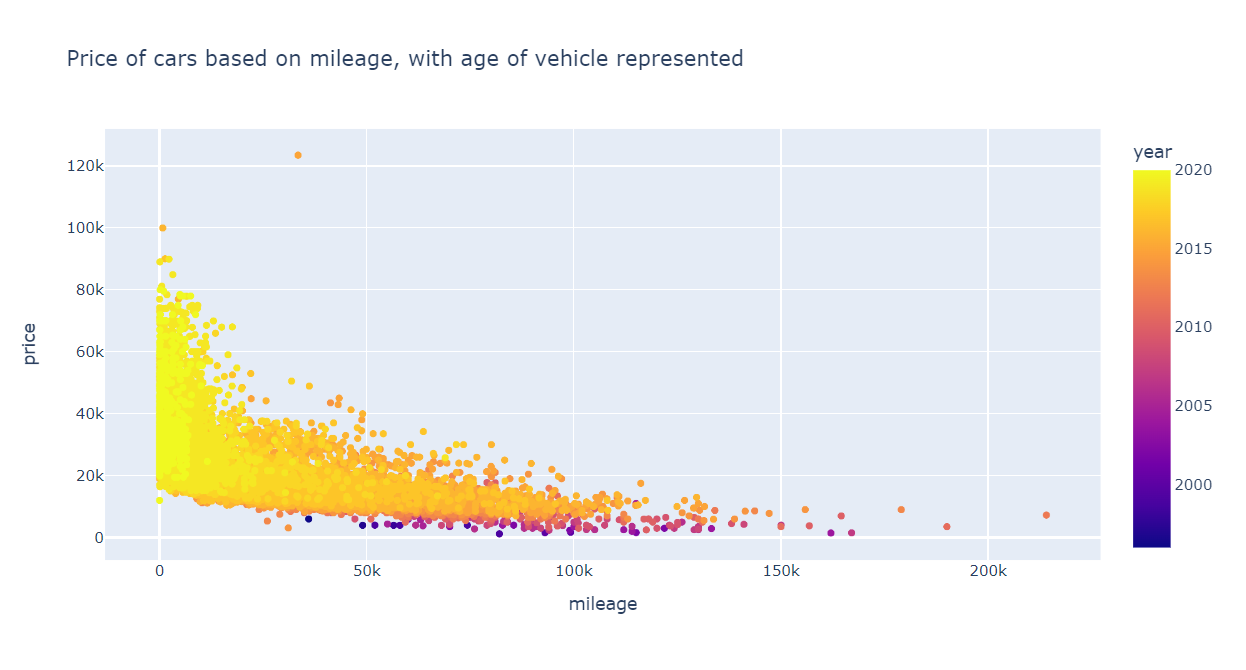 Price of cars based on mileage, with age of vehicle represented
year
120k
100k
80k
60k
40k
20k
0
price
0
50k
100k
150k
200k
mileage
2020
2015
2010
2005
2000